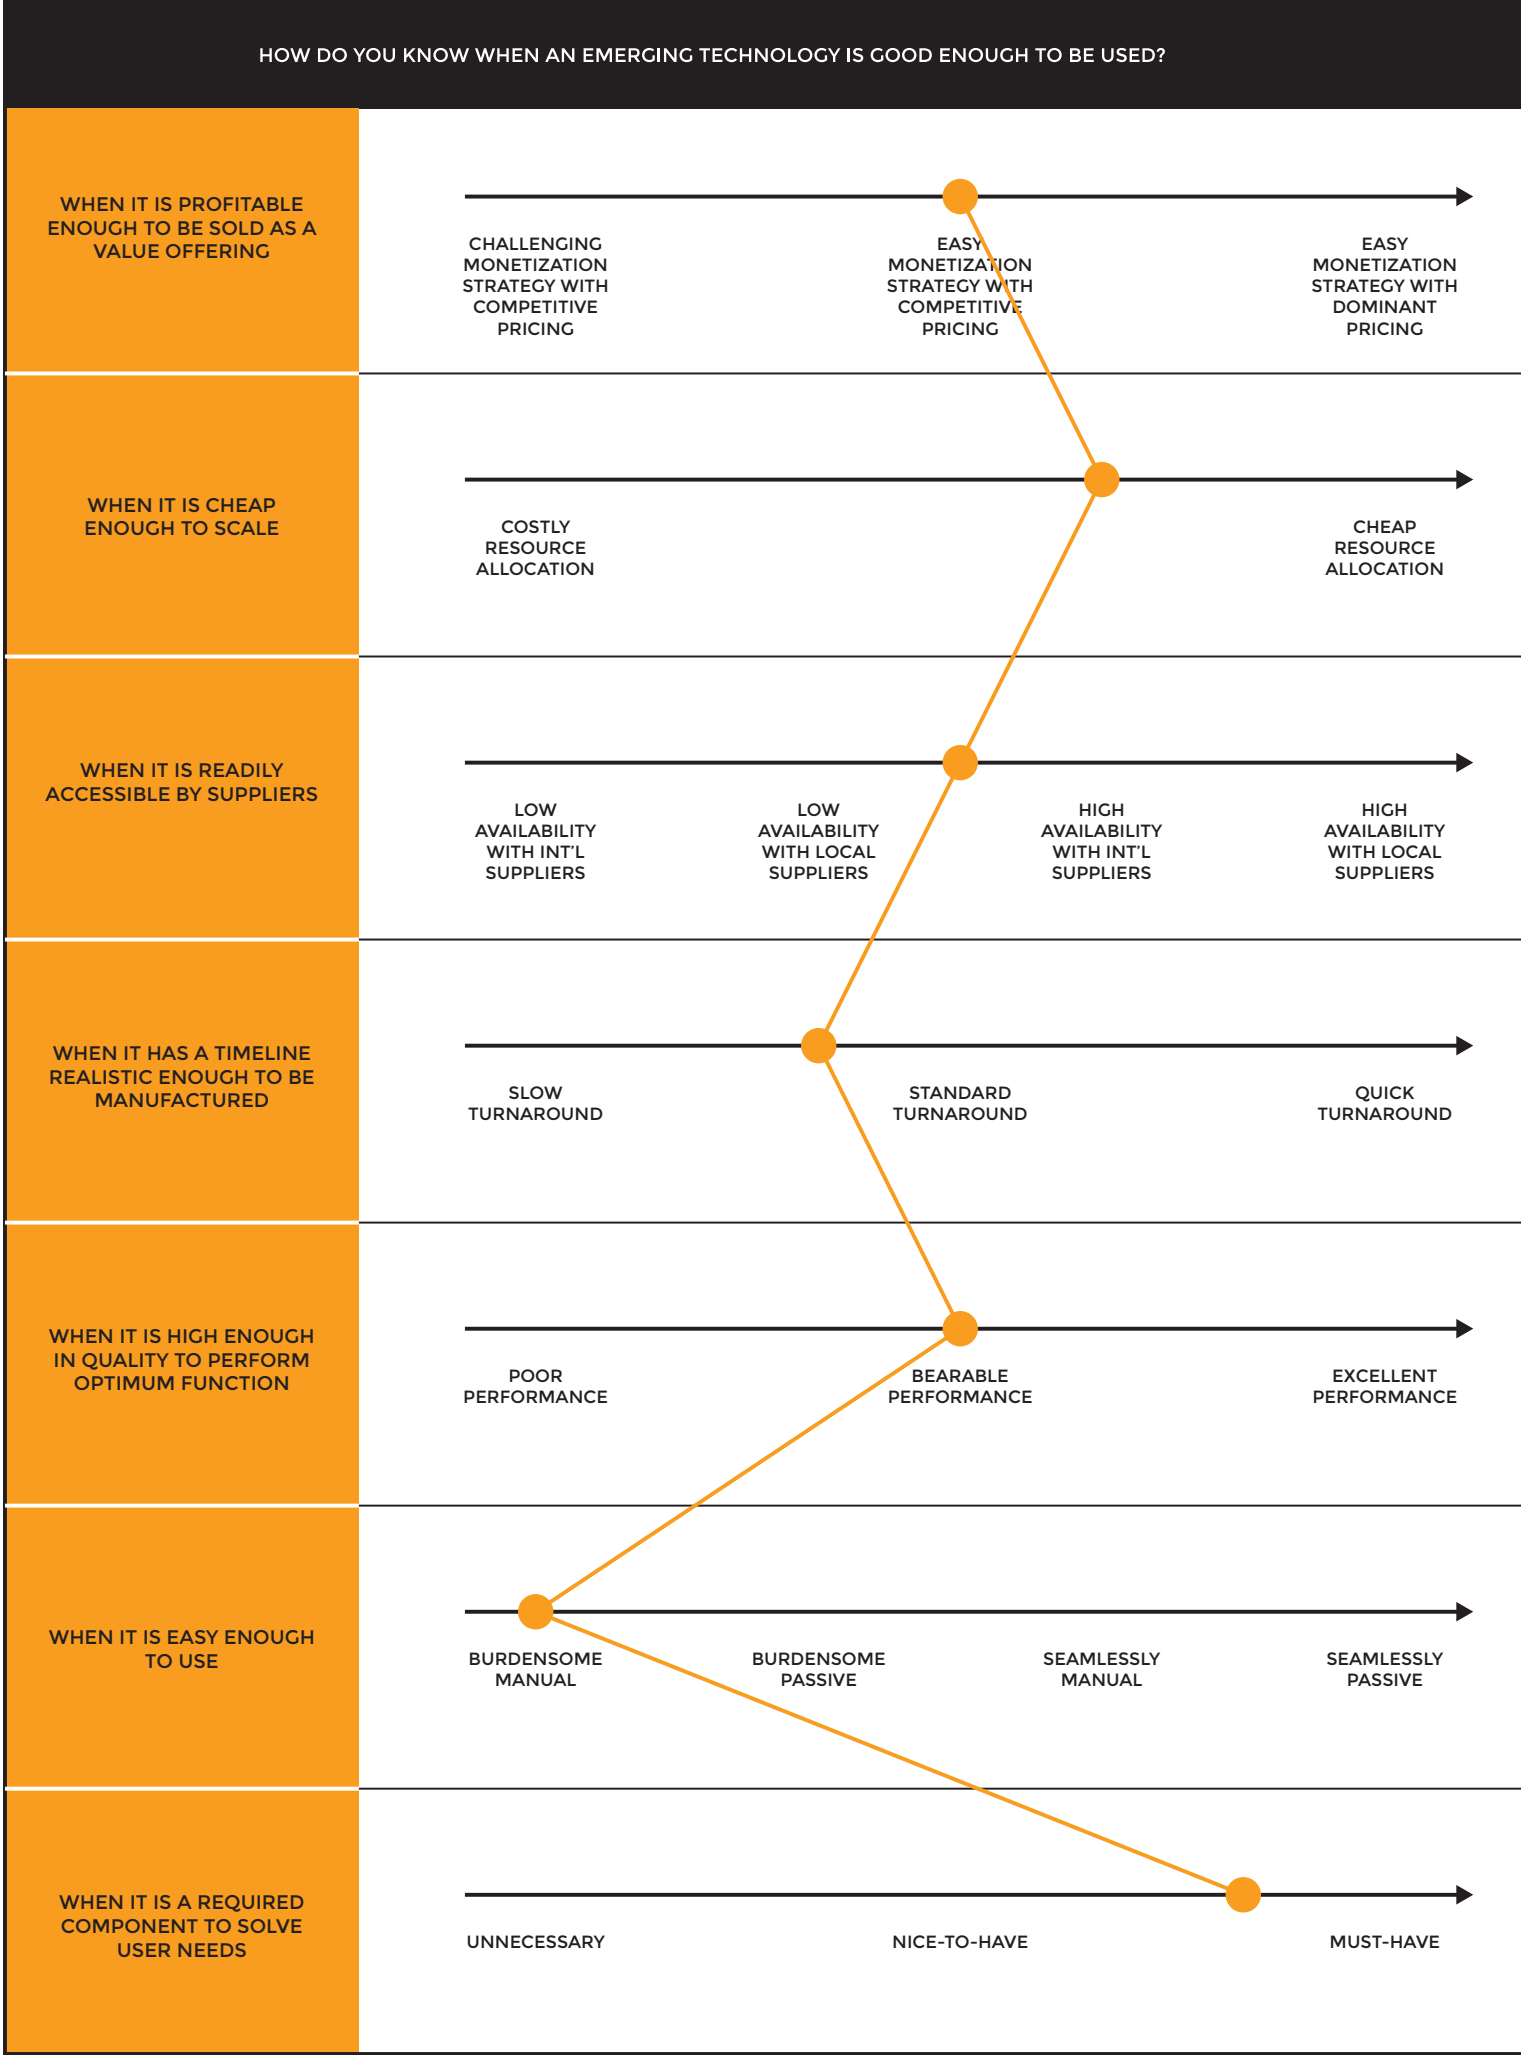 HOW DO YOU KNOW WHEN AN EMERGING TECHNOLOGY IS GOOD ENOUGH TO BE USED?
WHEN IT IS PROFITABLE
ENOUGH TO BE SOLD AS A
VALUE OFFERING
CHALLENGING
MONETIZATION
STRATEGY WITH
COMPETITIVE
PRICING
EASY
MONETIZATION
STRATEGY WITH
COMPETITIVE
PRICING
EASY
MONETIZATION
STRATEGY WITH
DOMINANT
PRICING
WHEN IT IS CHEAP
ENOUGH TO SCALE
COSTLY
RESOURCE
ALLOCATION
CHEAP
RESOURCE
ALLOCATION
WHEN IT IS READILY
ACCESSIBLE BY SUPPLIERS
LOW
AVAILABILITY
WITH INT'L
SUPPLIERS
LOW
AVAILABILITY
WITH LOCAL
SUPPLIERS
HIGH
AVAILABILITY
WITH INT'L
SUPPLIERS
HIGH
AVAILABILITY
WITH LOCAL
SUPPLIERS
WHEN IT HAS A TIMELINE
REALISTIC ENOUGH TO BE
MANUFACTURED
SLOW
TURNAROUND
STANDARD
TURNAROUND
QUICK
TURNAROUND
WHEN IT IS HIGH ENOUGH
IN QUALITY TO PERFORM
OPTIMUM FUNCTION
POOR
PERFORMANCE
BEARABLE
PERFORMANCE
EXCELLENT
PERFORMANCE
WHEN IT IS EASY ENOUGH
TO USE
BURDENSOME
MANUAL
BURDENSOME
PASSIVE
SEAMLESSLY
MANUAL
SEAMLESSLY
PASSIVE
WHEN IT IS A REQUIRED
COMPONENT TO SOLVE
USER NEEDS
UNNECESSARY
NICE-TO-HAVE
MUST-HAVE